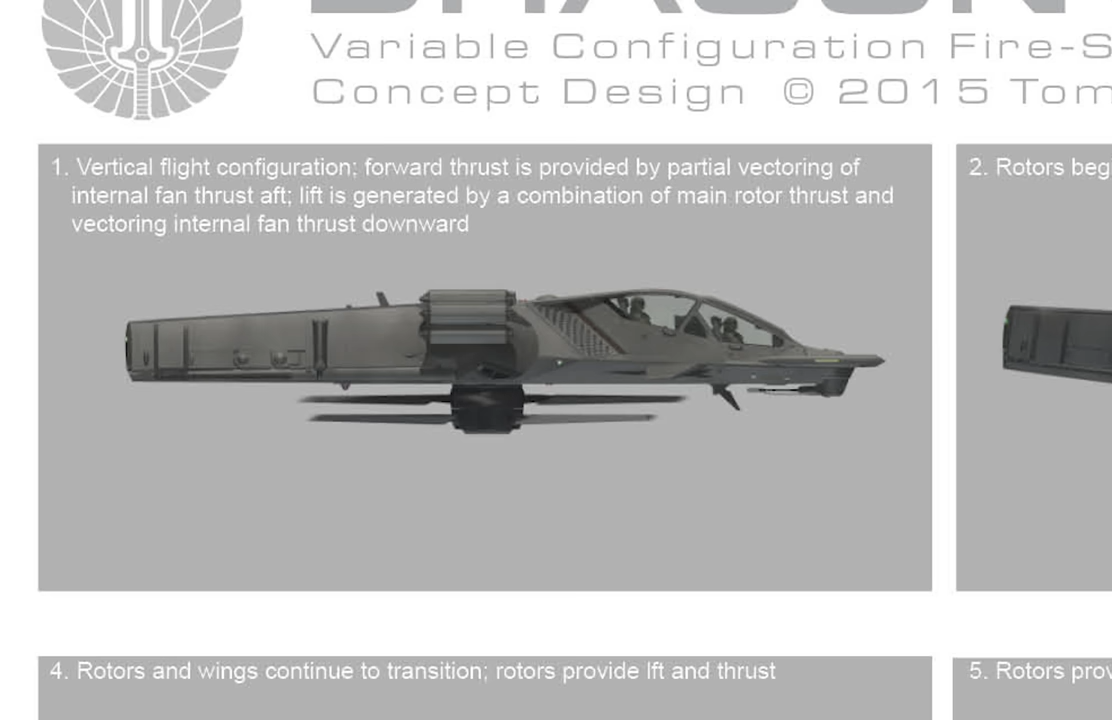 Variable Configuration Fire-S
Concept Design © 2015 Tom
1. Vertical flight configuration; forward thrust is provided by partial vectoring of
internal fan thrust aft; lift is generated by a combination of main rotor thrust and
vectoring internal fan thrust downward
2. Rotors beg
4. Rotors and wings continue to transition; rotors provide lft and thrust
5. Rotors prov